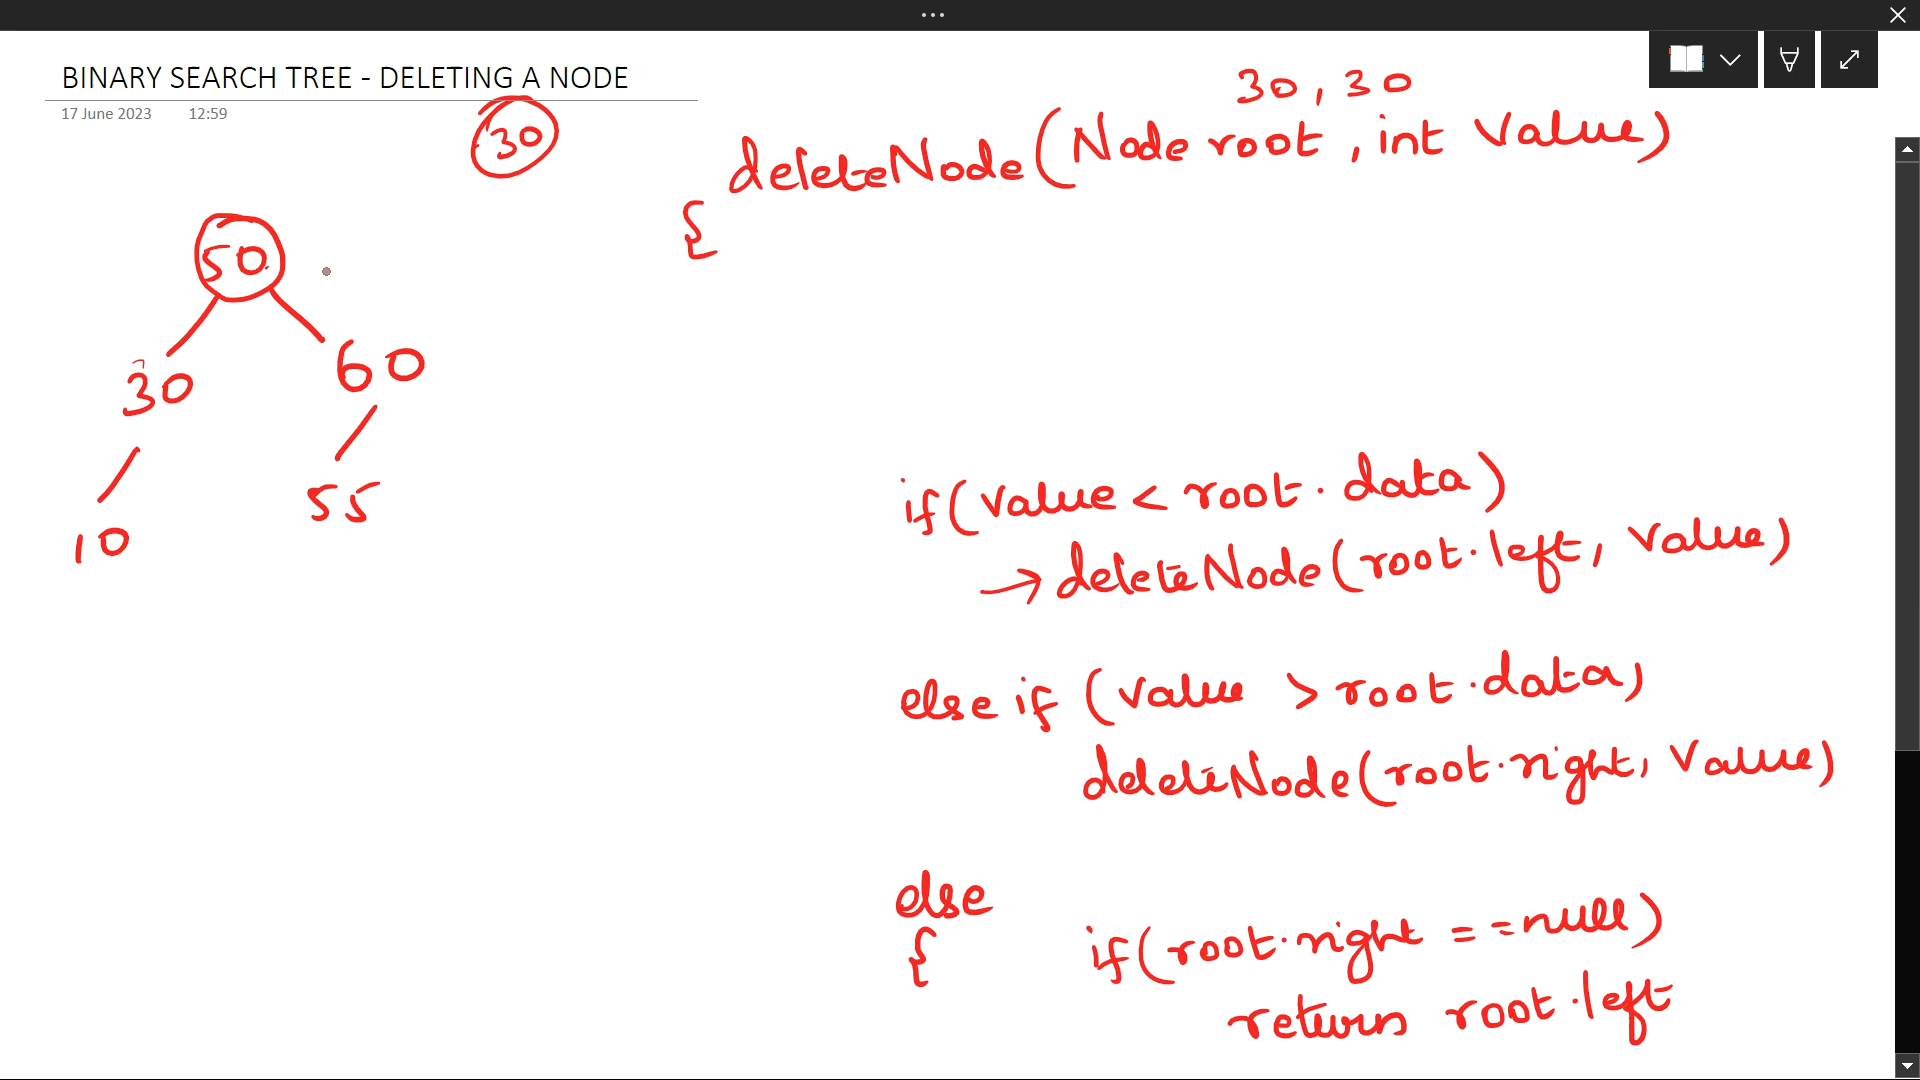 BINARY SEARCH TREE - DELETING A NODE
17 June 2023 12:59
30
30, 30
deleteNode(Node root, int value)
{
50
30 60
10 55
if(value < root.data)
→ deleteNode(root.left, value)
else if (value > root.data)
deleteNode(root.right, value)
else
{
if(root.right == null)
return root.left